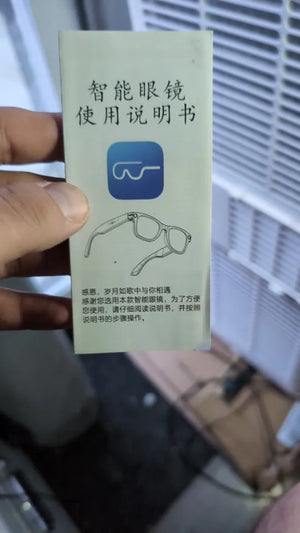 智能眼镜
使用说明书
感恩，岁月如歌中与你相遇
感谢您选用本款智能眼镜，为了方便
您使用，请仔细阅读说明书，并按照
说明书的步骤操作。